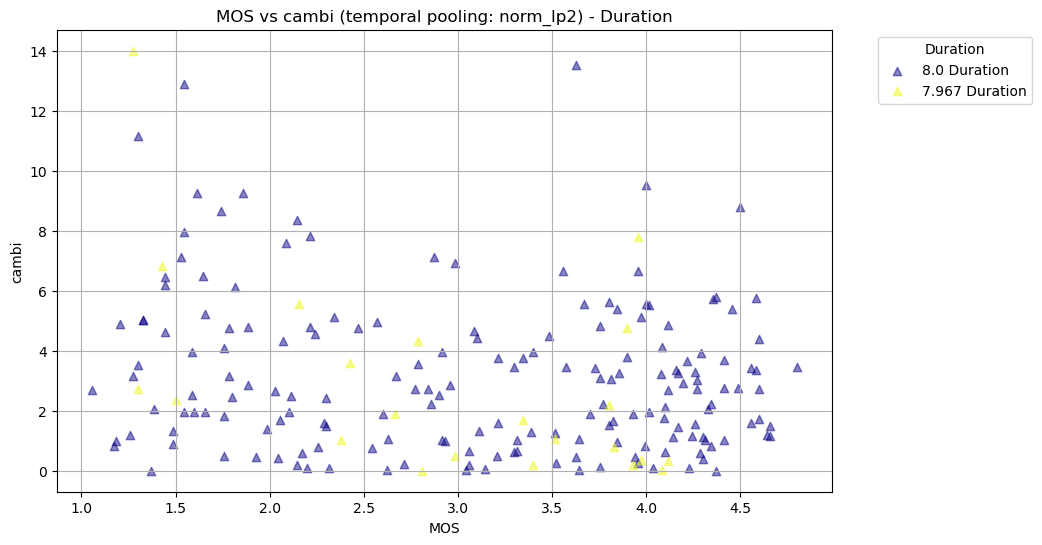 MOS vs cambi (temporal pooling: norm_lp2) - Duration
Duration
8.0 Duration
7.967 Duration
cambi
14
12
10
8
6
4
2
0
1.0 1.5 2.0 2.5 3.0 3.5 4.0 4.5
MOS